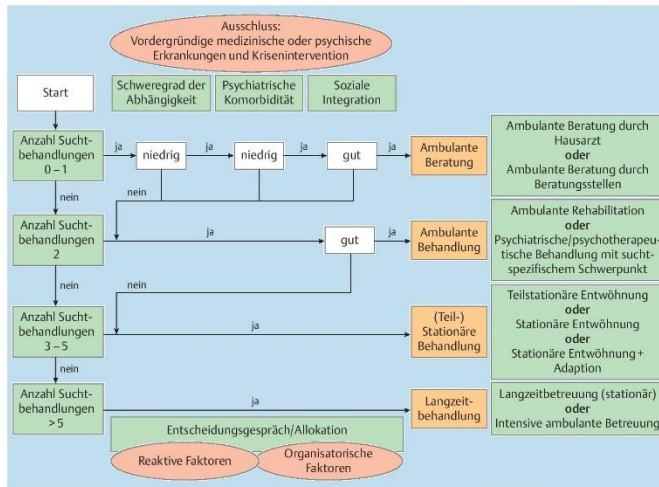 Ausschluss:
Vordergründige medizinische oder psychische
Erkrankungen und Krisenintervention
Start
Schweregrad der
Abhängigkeit
Psychiatrische
Komorbidität
Soziale
Integration
Anzahl Sucht-
behandlungen
0 – 1
ja
niedrig
ja
niedrig
ja
gut
ja
Ambulante
Beratung
Ambulante Beratung durch
Hausarzt
oder
Ambulante Beratung durch
Beratungsstellen
nein
nein
Anzahl Sucht-
behandlungen
2
ja
gut
ja
Ambulante
Behandlung
Ambulante Rehabilitation
oder
Psychiatrische/psychotherapeu-
tische Behandlung mit sucht-
spezifischem Schwerpunkt
nein
nein
Anzahl Sucht-
behandlungen
3 – 5
ja
(Teil-)
Stationäre
Behandlung
Teilstationäre Entwöhnung
oder
Stationäre Entwöhnung
oder
Stationäre Entwöhnung +
Adaption
nein
Anzahl Sucht-
behandlungen
> 5
ja
Langzeit-
behandlung
Langzeitbetreuung (stationär)
oder
Intensive ambulante Betreuung
Entscheidungsgespräch/Allokation
Reaktive Faktoren
Organisatorische
Faktoren